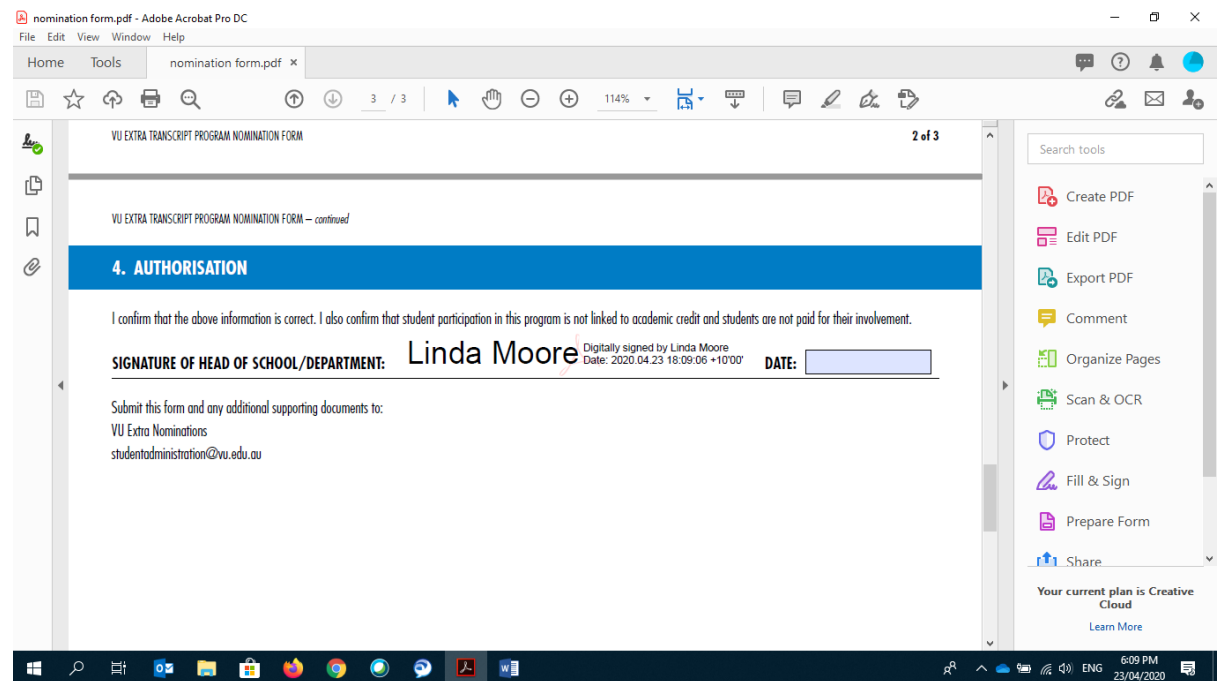 nomination form.pdf - Adobe Acrobat Pro DC
File Edit View Window Help
Home Tools nomination form.pdf ×
3 / 3 114%
VU EXTRA TRANSCRIPT PROGRAM NOMINATION FORM 2 of 3
Search tools
Create PDF
VU EXTRA TRANSCRIPT PROGRAM NOMINATION FORM – continued
Edit PDF
4. AUTHORISATION
Export PDF
I confirm that the above information is correct. I also confirm that student participation in this program is not linked to academic credit and students are not paid for their involvement.
Comment
SIGNATURE OF HEAD OF SCHOOL/DEPARTMENT: Linda Moore Digitally signed by Linda Moore
Date: 2020.04.23 18:09:06 +10'00' DATE:
Organize Pages
Submit this form and any additional supporting documents to:
Scan & OCR
VU Extra Nominations
Protect
studentadministration@vu.edu.au
Fill & Sign
Prepare Form
Share
Your current plan is Creative
Cloud
Learn More
ENG 6:09 PM
23/04/2020